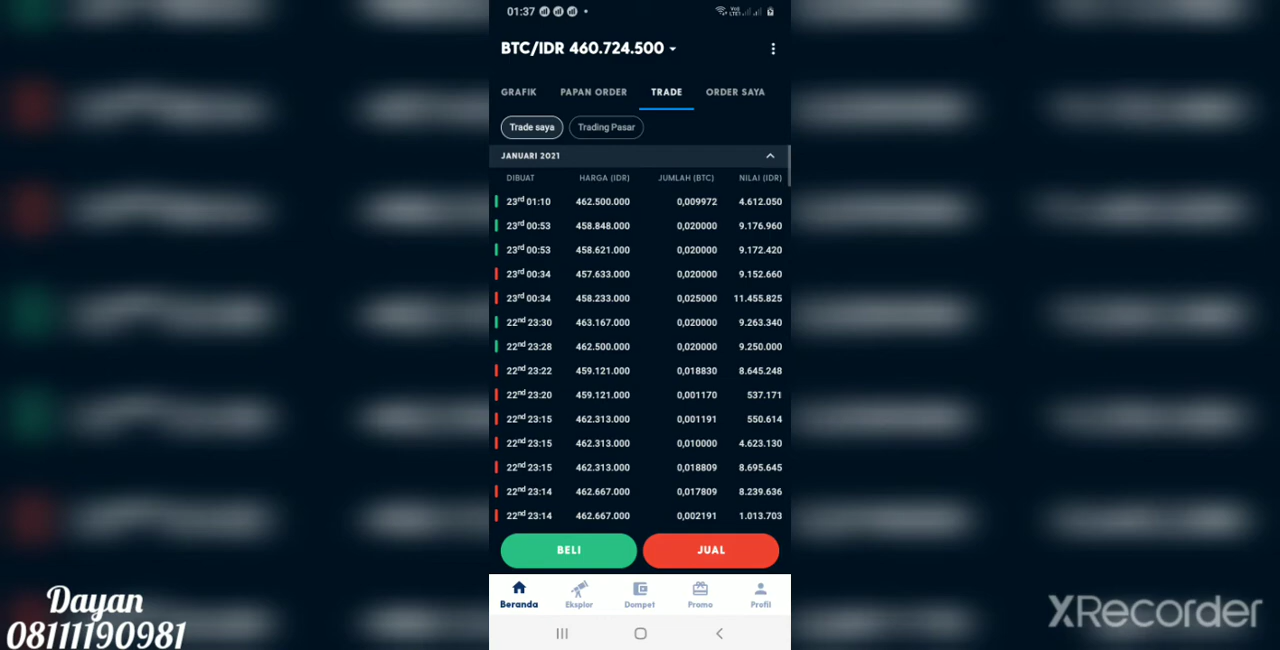 01:37
BTC/IDR 460.724.500
GRAFIK PAPAN ORDER TRADE ORDER SAYA
Trade saya Trading Pasar
JANUARI 2021
DIBUAT HARGA (IDR) JUMLAH (BTC) NILAI (IDR)
23rd 01:10 462.500.000 0,009972 4.612.050
23rd 00:53 458.848.000 0,020000 9.176.960
23rd 00:53 458.621.000 0,020000 9.172.420
23rd 00:34 457.633.000 0,020000 9.152.660
23rd 00:34 458.233.000 0,025000 11.455.825
22nd 23:30 463.167.000 0,020000 9.263.340
22nd 23:28 462.500.000 0,020000 9.250.000
22nd 23:22 459.121.000 0,018830 8.645.248
22nd 23:20 459.121.000 0,001170 537.171
22nd 23:15 462.313.000 0,001191 550.614
22nd 23:15 462.313.000 0,010000 4.623.130
22nd 23:15 462.313.000 0,018809 8.695.645
22nd 23:14 462.667.000 0,017809 8.239.636
22nd 23:14 462.667.000 0,002191 1.013.703
BELI JUAL
Beranda Eksplor Dompet Promo Profil
Dayan
08111190981
XRecorder